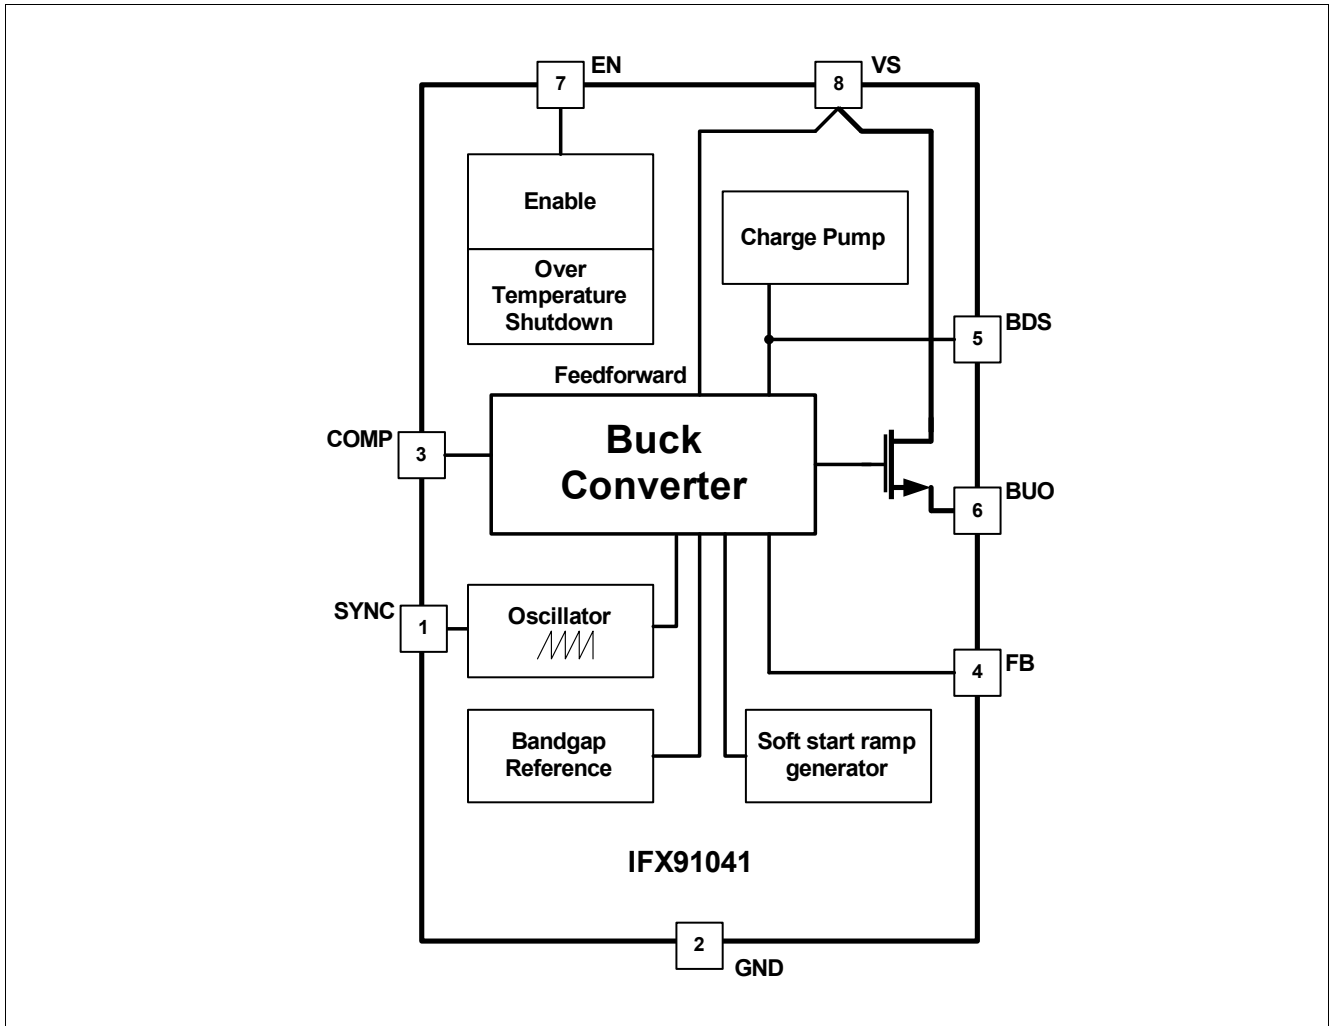 EN
7
VS
8
Enable
Over
Temperature
Shutdown
Charge Pump
BDS
5
Feedforward
COMP
3
Buck
Converter
BUO
6
SYNC
1
Oscillator
FB
4
Bandgap
Reference
Soft start ramp
generator
IFX91041
2
GND